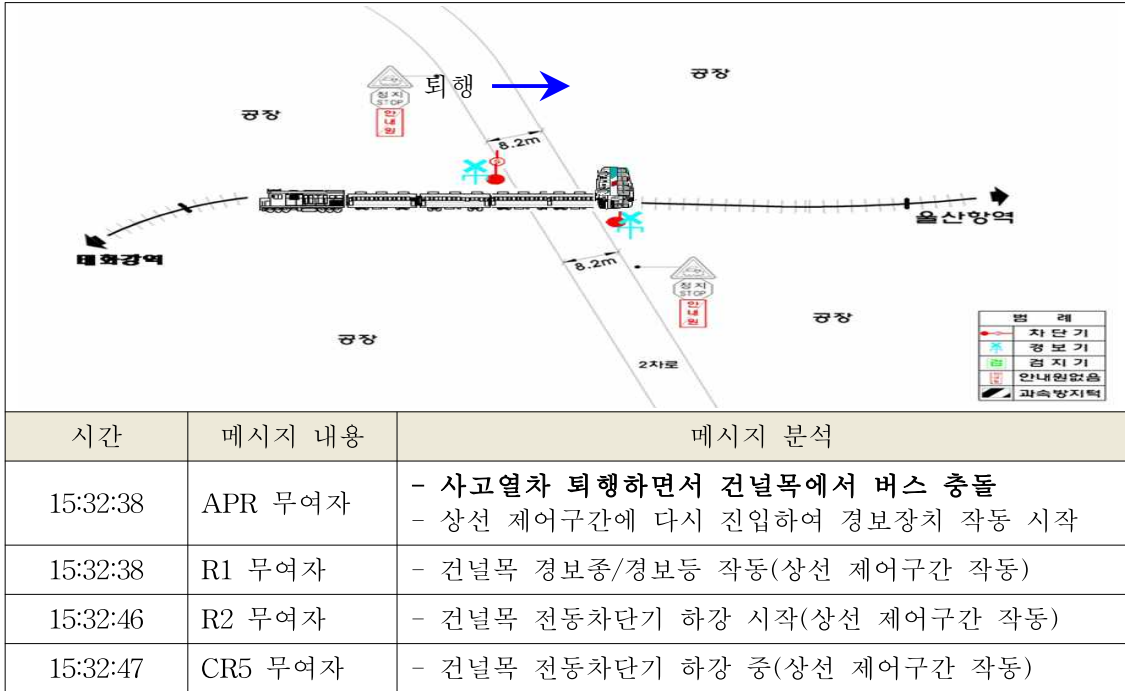 퇴행
공장
정지
STOP
안내원
공장
8.2m
울산항역
태화강역
8.2m
정지
STOP
안내원
공장
공장
2차로
범 례
차 단 기
경 보 기
검 검 지 기
안내원없음
과속방지턱
시간 메시지 내용 메시지 분석
15:32:38 APR 무여자 - 사고열차 퇴행하면서 건널목에서 버스 충돌
- 상선 제어구간에 다시 진입하여 경보장치 작동 시작
15:32:38 R1 무여자 - 건널목 경보종/경보등 작동(상선 제어구간 작동)
15:32:46 R2 무여자 - 건널목 전동차단기 하강 시작(상선 제어구간 작동)
15:32:47 CR5 무여자 - 건널목 전동차단기 하강 중(상선 제어구간 작동)